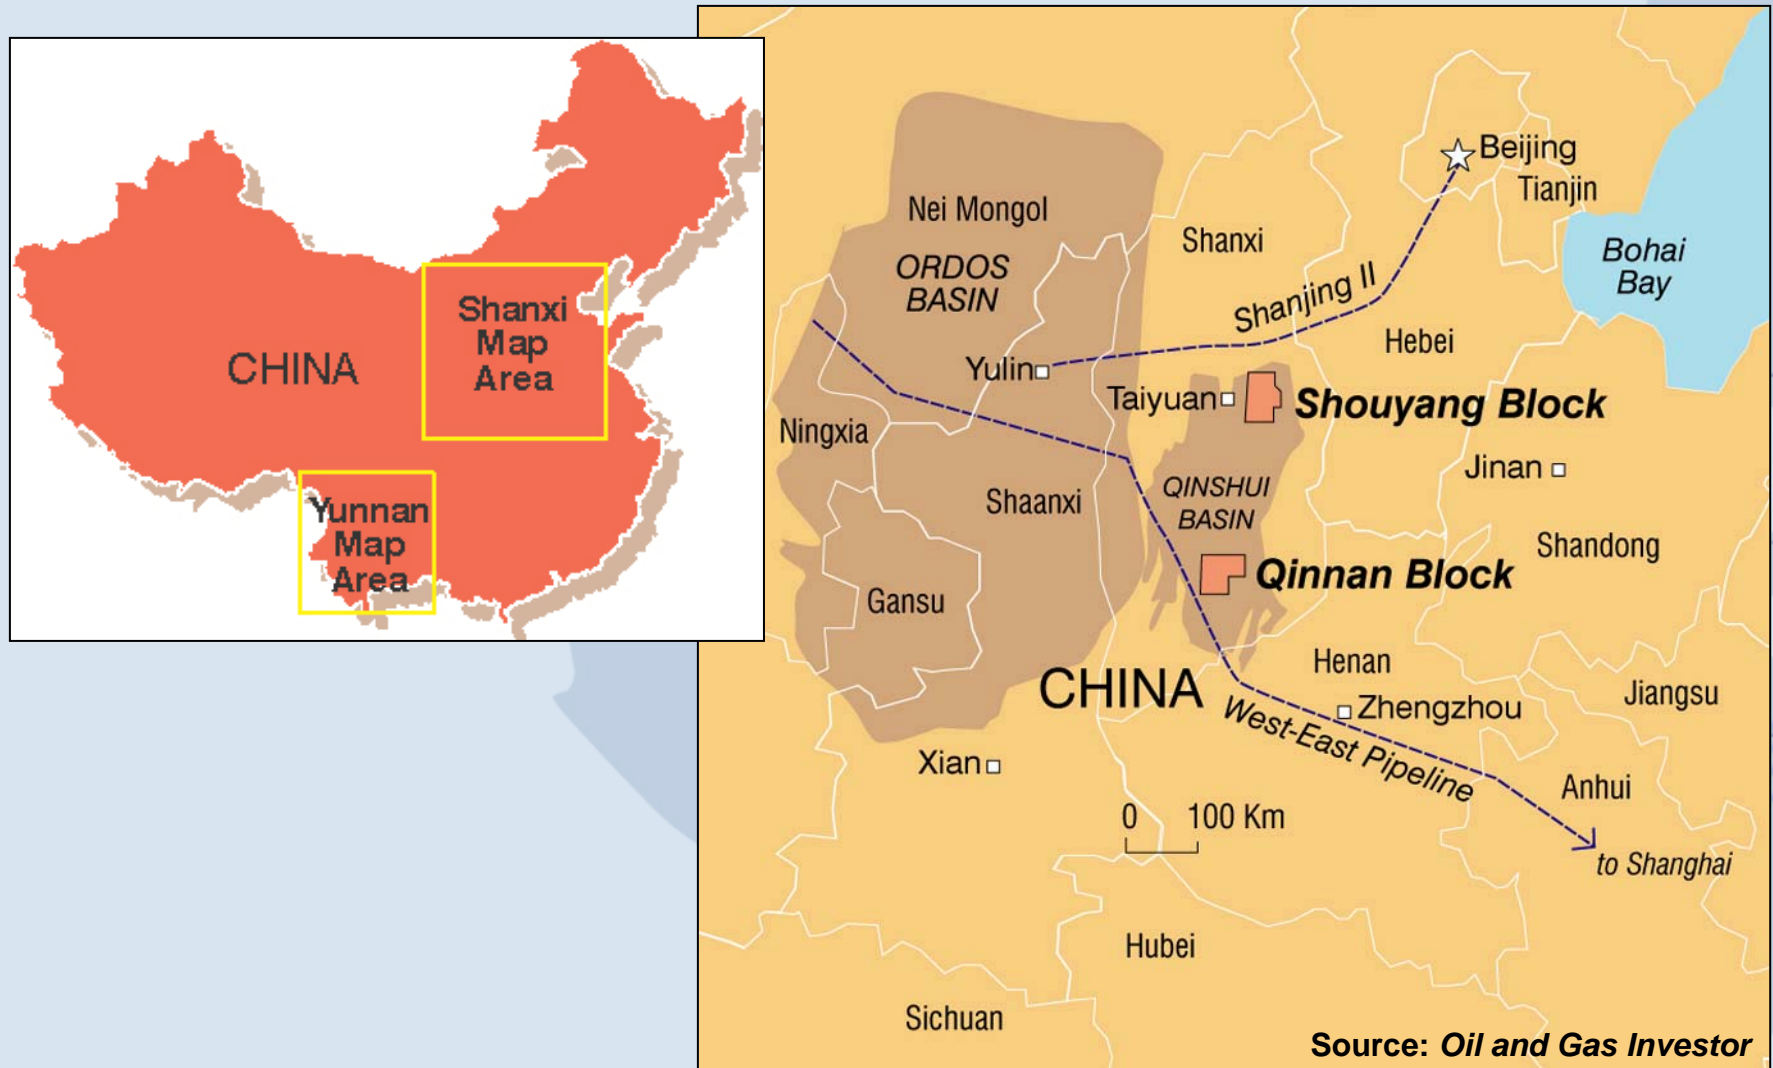 CHINA
Shanxi
Map
Area
Yunnan
Map
Area
Beijing
Tianjin
Nei Mongol
Shanxi
Bohai
Bay
ORDOS
BASIN
Shanjing II
Hebei
Yulin
Taiyuan
Shouyang Block
Ningxia
Jinan
Shaanxi
QINSHUI
BASIN
Shandong
Qinnan Block
Gansu
Henan
CHINA
Jiangsu
Zhengzhou
West-East Pipeline
Xian
Anhui
0 100 Km
to Shanghai
Hubei
Sichuan
Source: Oil and Gas Investor